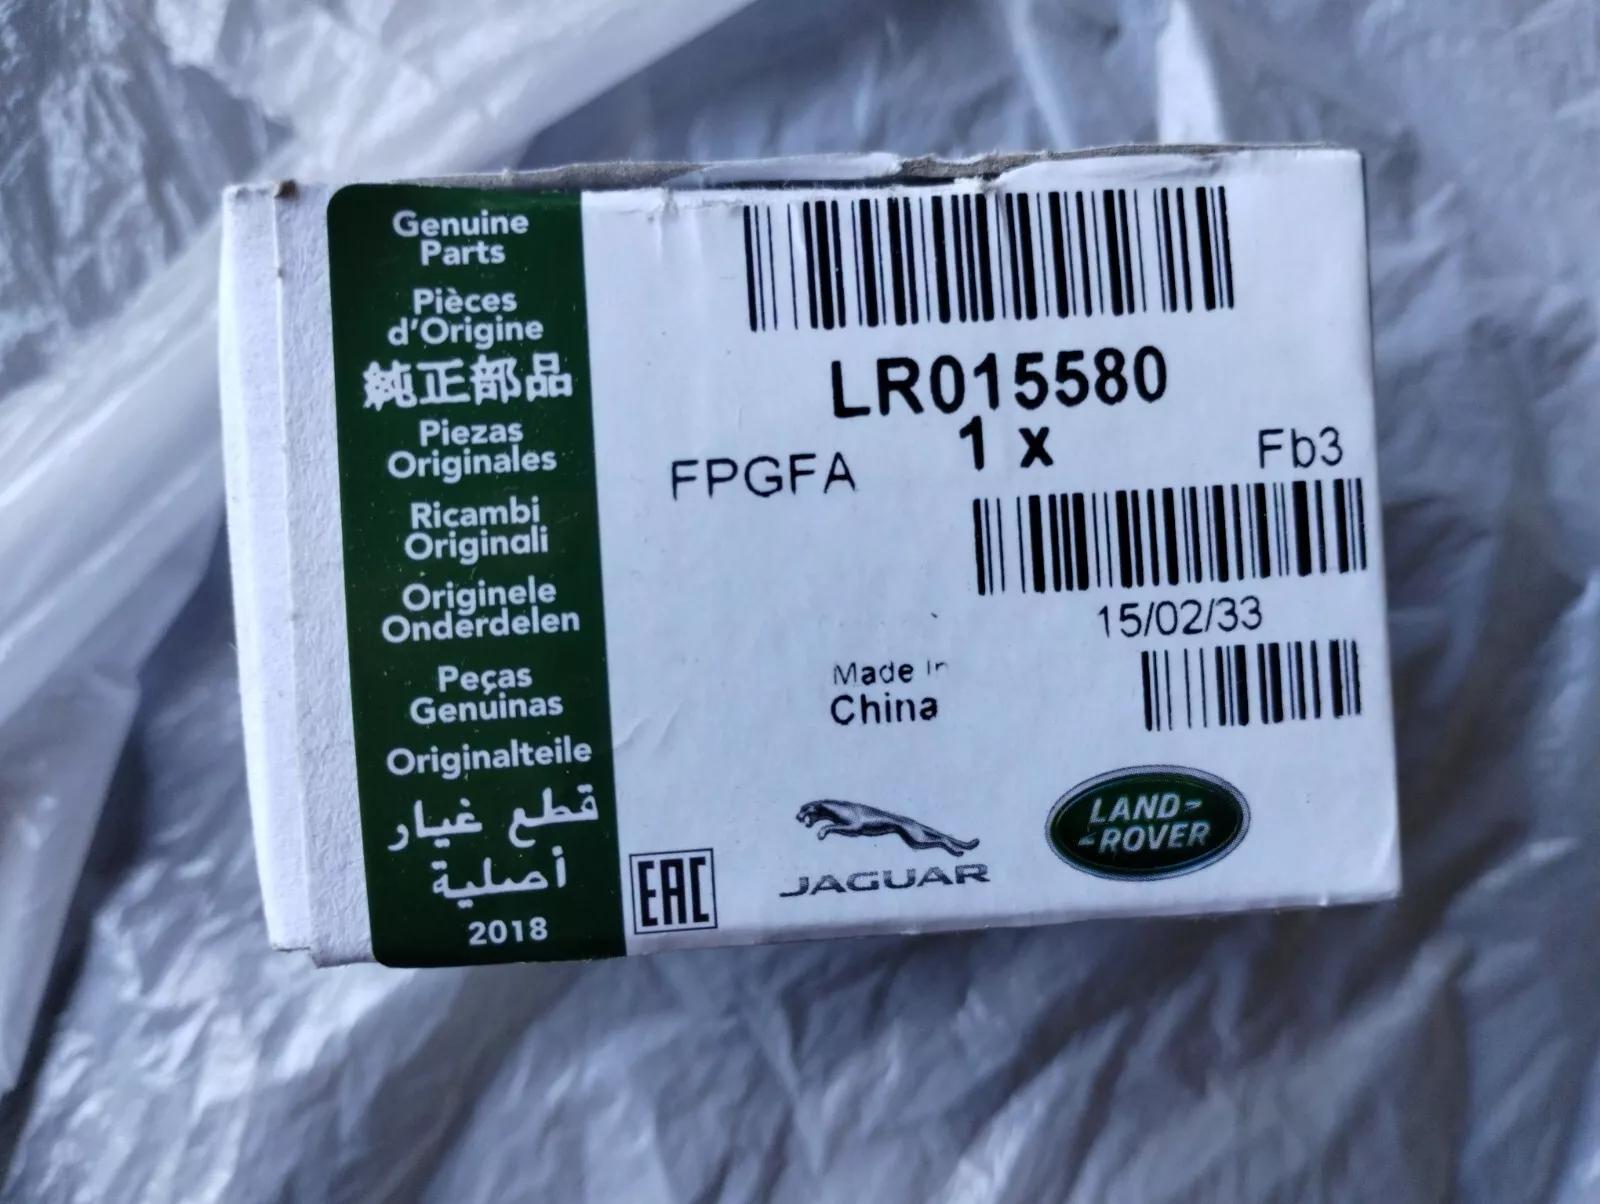 Genuine
Parts
Pièces
d'Origine
純正部品
Piezas
Originales
Ricambi
Originali
Originele
Onderdelen
Peças
Genuinas
Originalteile
قطع غيار
أصلية
2018
LR015580
1 x
FPGFA
Fb3
15/02/33
Made In
China
EAC
JAGUAR
LAND-
-ROVER